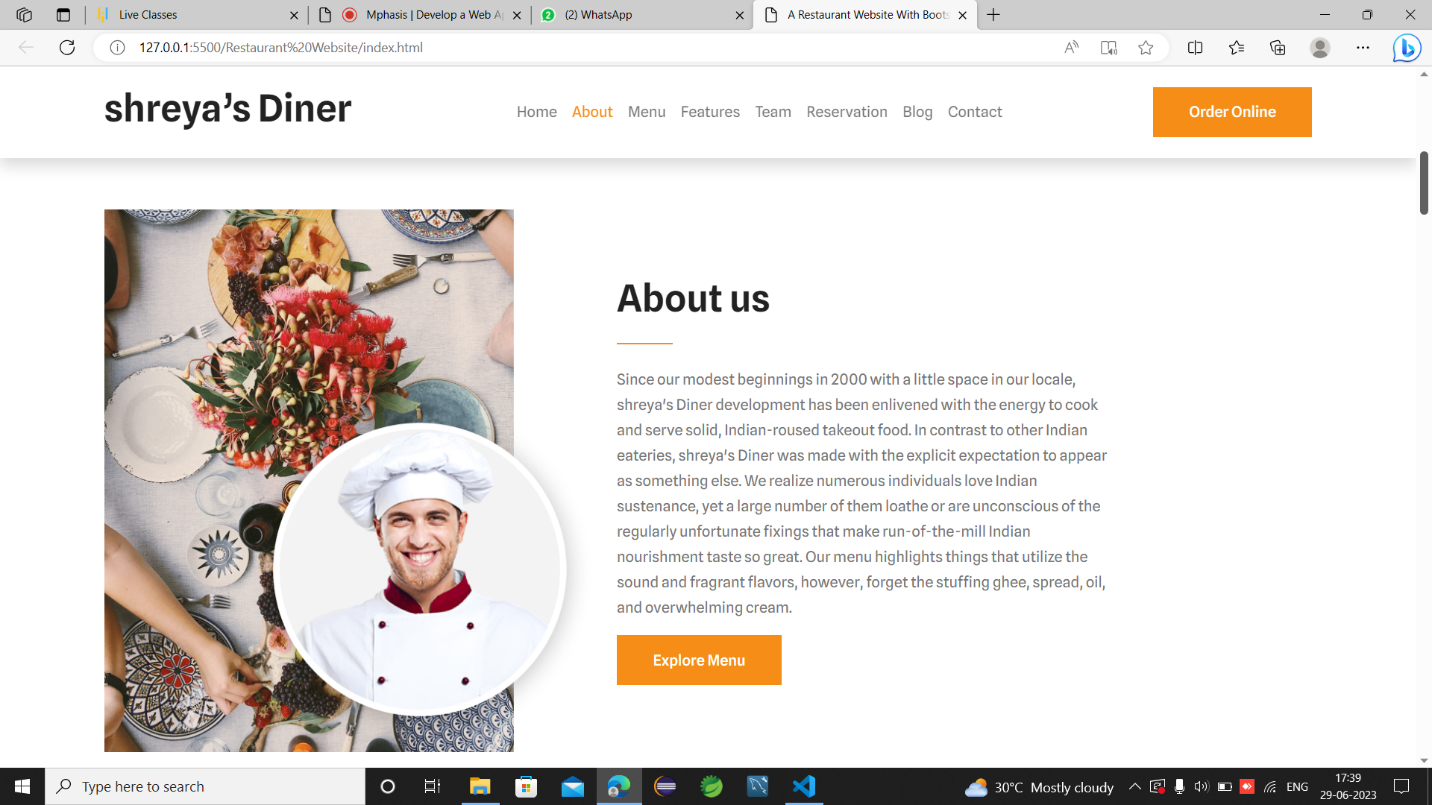 Live Classes
Mphasis | Develop a Web Ap
(2) WhatsApp
A Restaurant Website With Boots
127.0.0.1:5500/Restaurant%20Website/index.html
shreya’s Diner
Home About Menu Features Team Reservation Blog Contact
Order Online
About us
Since our modest beginnings in 2000 with a little space in our locale,
shreya's Diner development has been enlivened with the energy to cook
and serve solid, Indian-roused takeout food. In contrast to other Indian
eateries, shreya's Diner was made with the explicit expectation to appear
as something else. We realize numerous individuals love Indian
sustenance, yet a large number of them loathe or are unconscious of the
regularly unfortunate fixings that make run-of-the-mill Indian
nourishment taste so great. Our menu highlights things that utilize the
sound and fragrant flavors, however, forget the stuffing ghee, spread, oil,
and overwhelming cream.
Explore Menu
Type here to search
30°C Mostly cloudy
ENG
17:39
29-06-2023